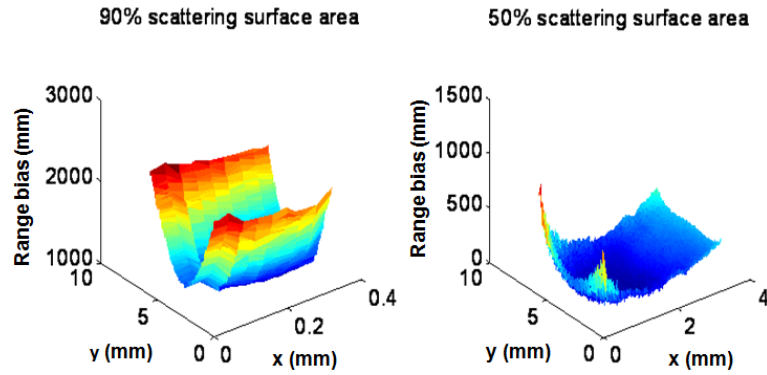 90% scattering surface area
Range bias (mm)
3000
2000
1000
10
5
0
y (mm)
0
0.2
0.4
x (mm)
50% scattering surface area
Range bias (mm)
1500
1000
500
0
10
5
0
y (mm)
0
2
4
x (mm)